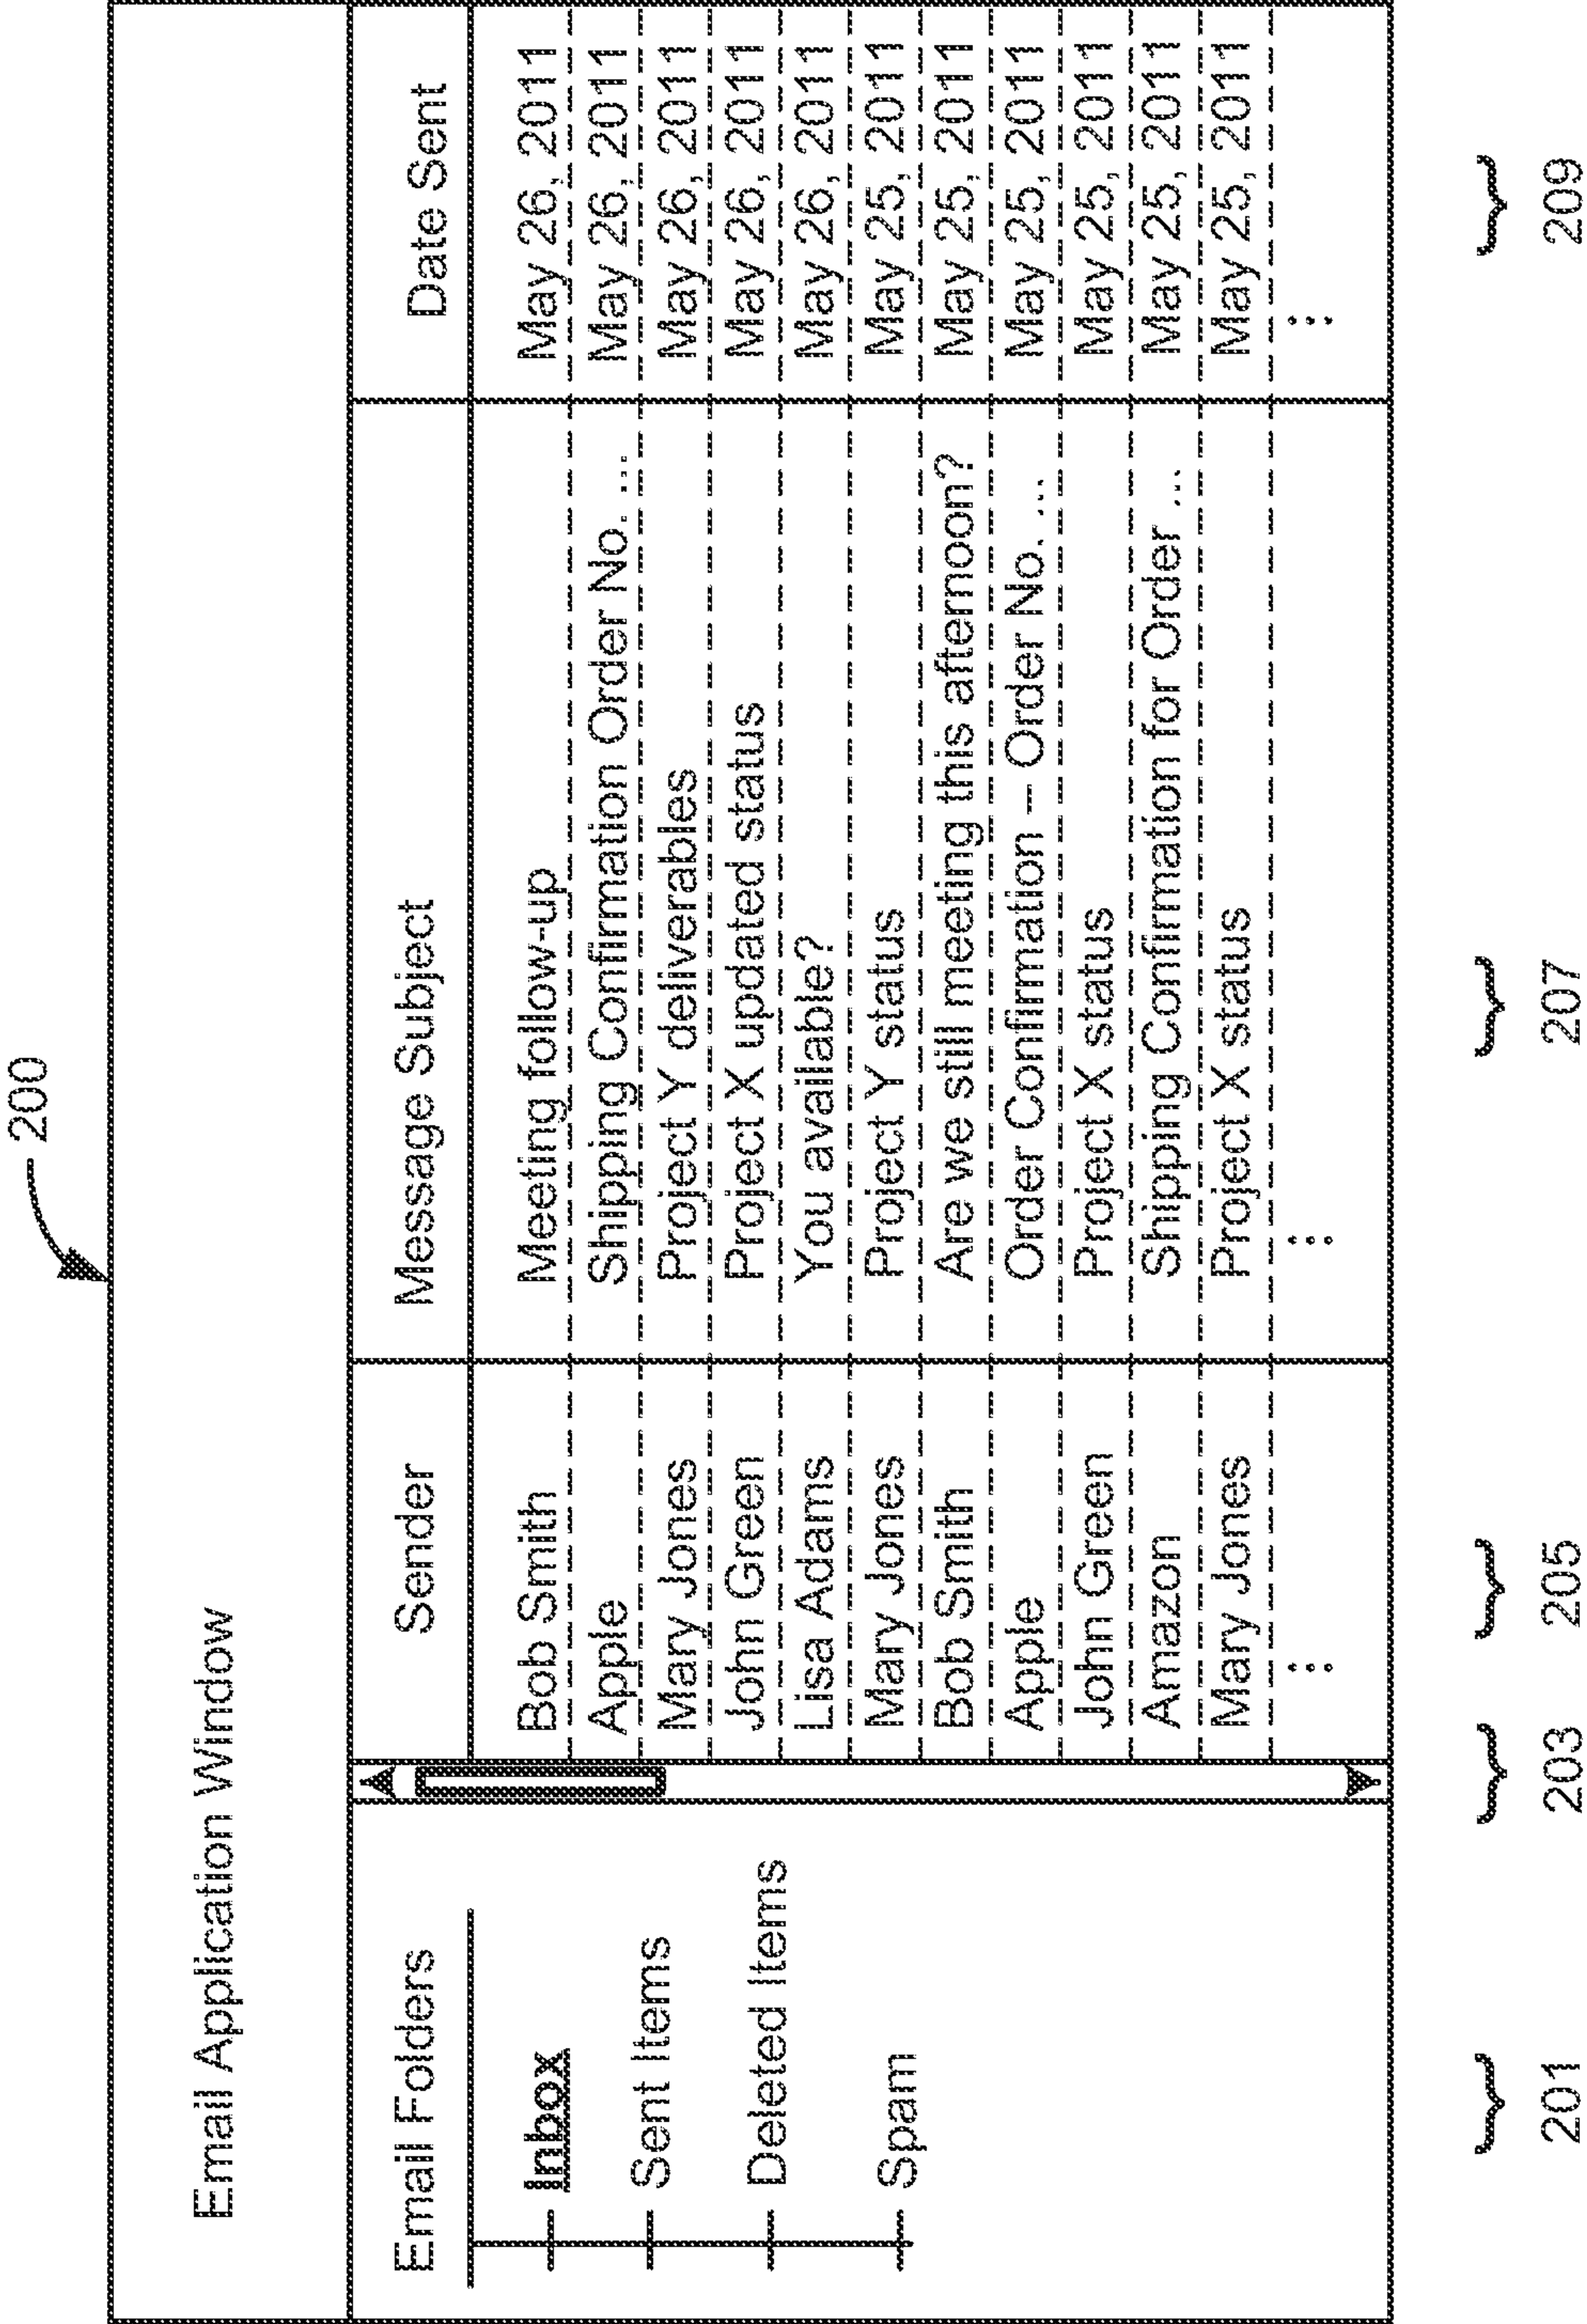 200
Email Application Window
Email Folders Sender Message Subject Date Sent
Inbox Bob Smith Meeting follow-up May 26, 2011
Apple Shipping Confirmation Order No. ... May 26, 2011
Sent Items Mary Jones Project Y deliverables May 26, 2011
John Green Project X updated status May 26, 2011
Deleted Items Lisa Adams You available? May 26, 2011
Mary Jones Project Y status May 25, 2011
Spam Bob Smith Are we still meeting this afternoon? May 25, 2011
Apple Order Confirmation -- Order No. ... May 25, 2011
John Green Project X status May 25, 2011
Amazon Shipping Confirmation for Order ... May 25, 2011
Mary Jones Project X status May 25, 2011
201 203 205 207 209